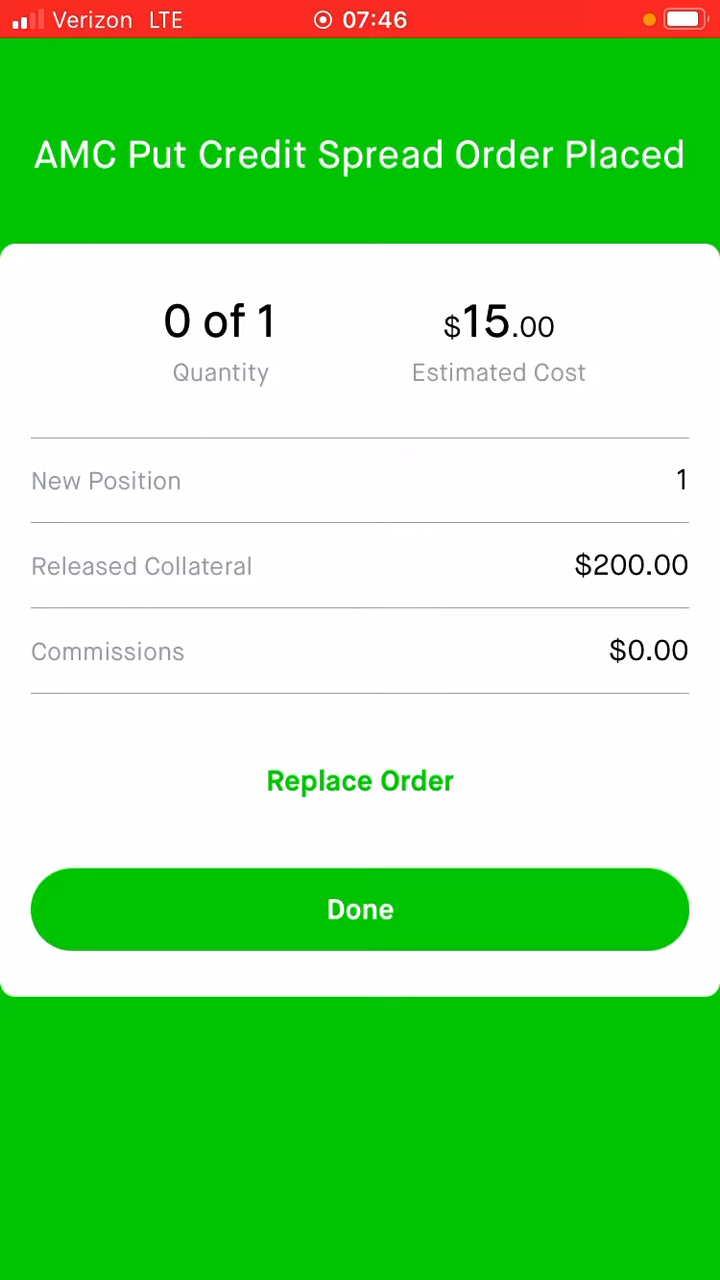 Verizon LTE 07:46
AMC Put Credit Spread Order Placed
0 of 1 $15.00
Quantity Estimated Cost
New Position 1
Released Collateral $200.00
Commissions $0.00
Replace Order
Done